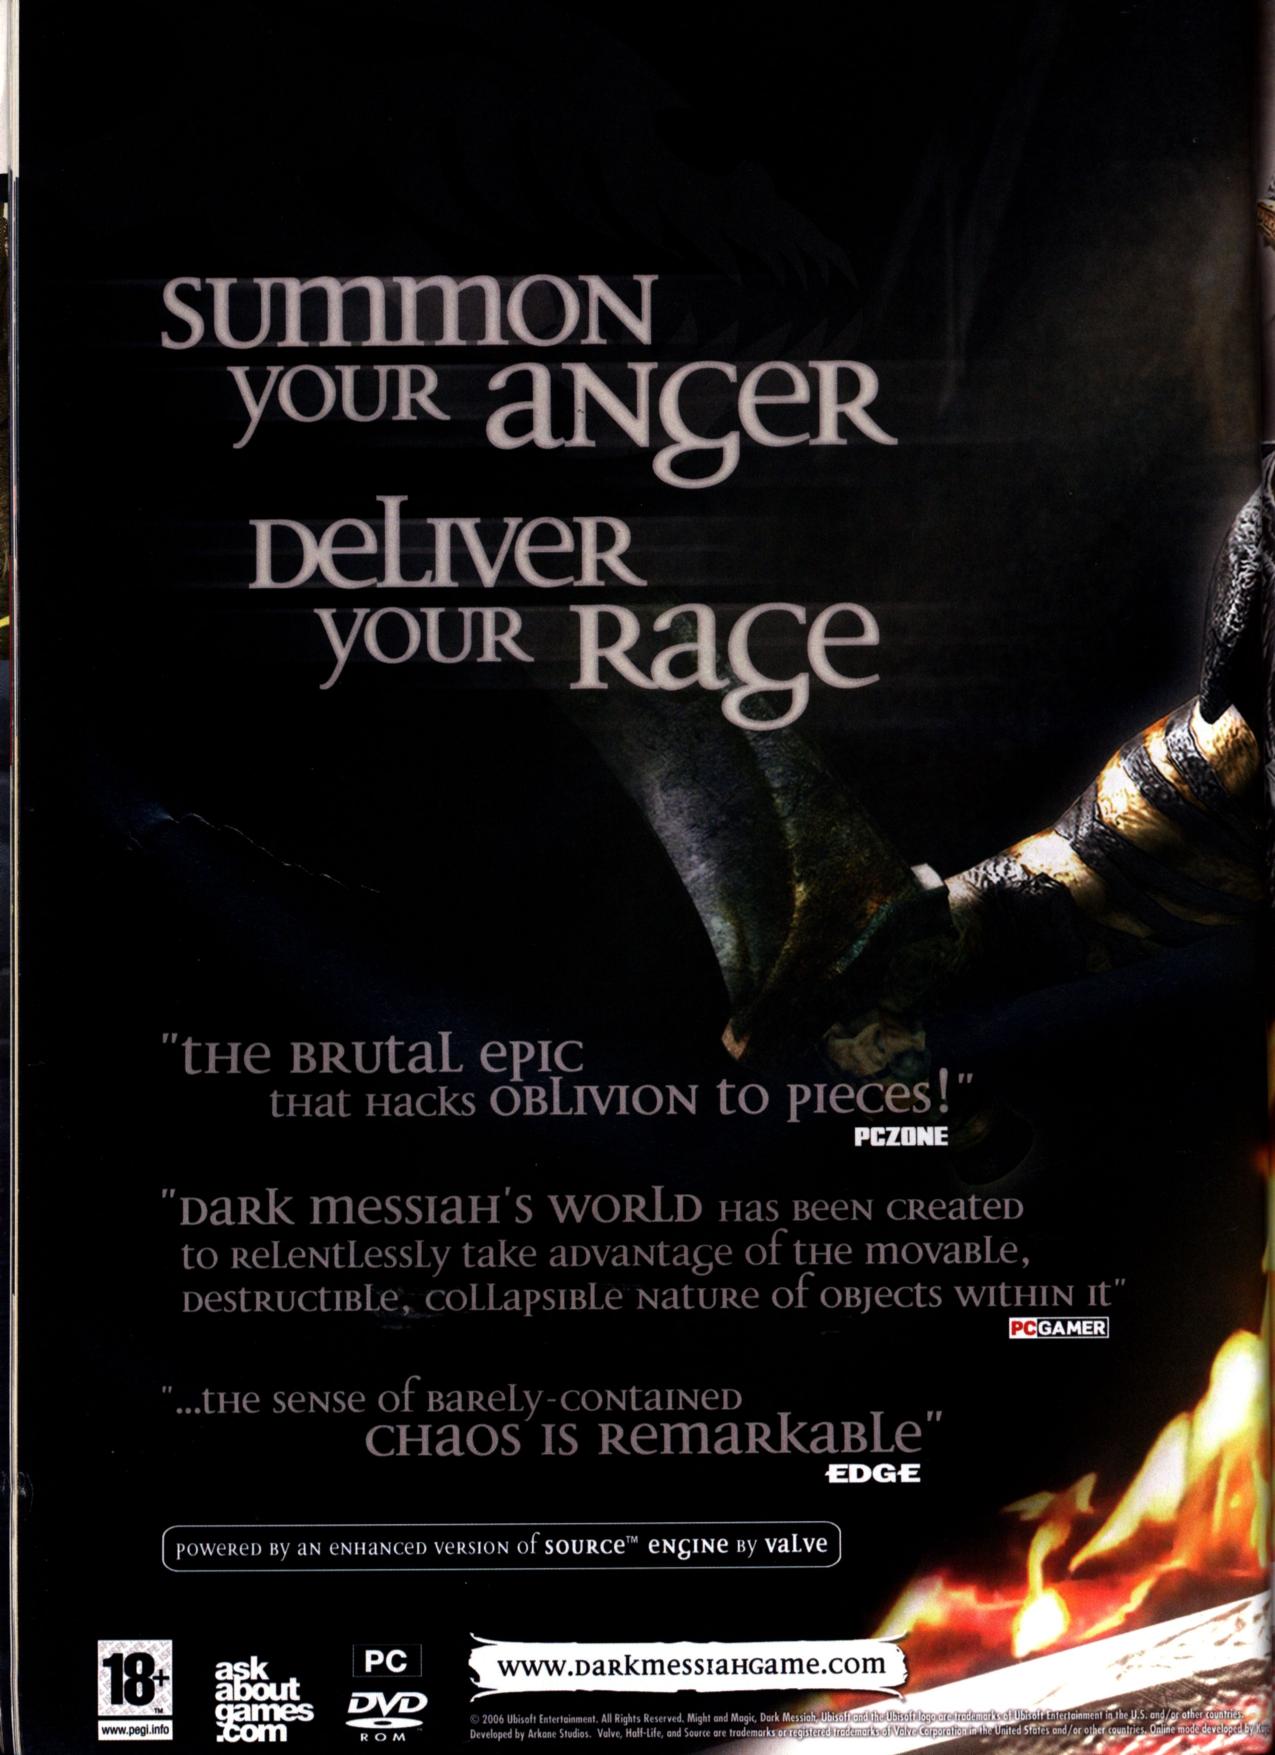 SUMMON
YOUR ANGER
DELIVER
YOUR RAGE
"THE BRUTAL EPIC
THAT HACKS OBLIVION TO PIECES!"
PCZONE
"DARK MESSIAH'S WORLD HAS BEEN CREATED
TO RELENTLESSLY TAKE ADVANTAGE OF THE MOVABLE,
DESTRUCTIBLE, COLLAPSIBLE NATURE OF OBJECTS WITHIN IT"
PCGAMER
"...THE SENSE OF BARELY-CONTAINED
CHAOS IS REMARKABLE"
EDGE
POWERED BY AN ENHANCED VERSION OF SOURCE™ ENGINE BY VALVE
18+
TM
www.pegi.info
ask
about
games
.com
PC
DVD
ROM
www.DARKMESSIAHGAME.com
© 2006 Ubisoft Entertainment. All Rights Reserved. Might and Magic, Dark Messiah, Ubisoft and the Ubisoft logo are trademarks of Ubisoft Entertainment in the U.S. and/or other countries.
Developed by Arkane Studios. Valve, Half-Life, and Source are trademarks or registered trademarks of Valve Corporation in the United States and/or other countries. Online mode developed by